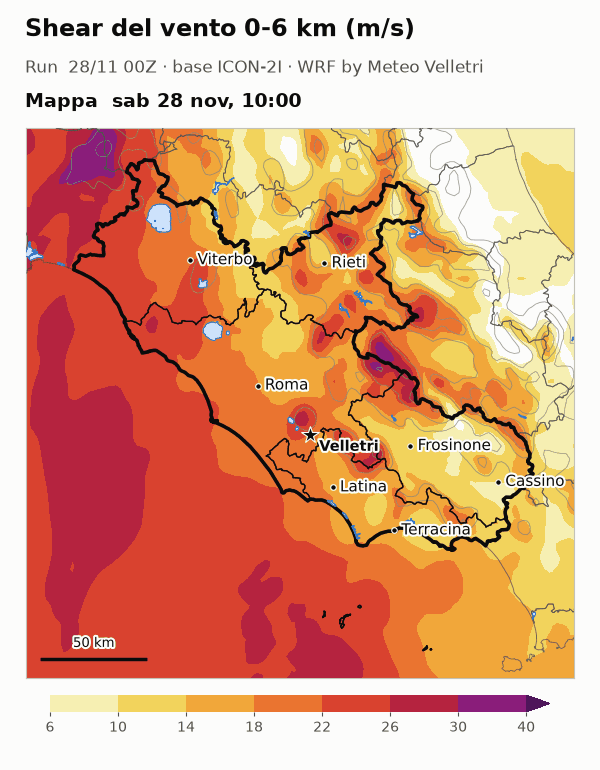 Shear del vento 0-6 km (m/s)
Run  28/11 00Z · base ICON-2I · WRF by Meteo Velletri
Mappa  sab 28 nov, 10:00
Viterbo
Rieti
Roma
Velletri
Frosinone
Cassino
Latina
Terracina
50 km
6 10 14 18 22 26 30 40